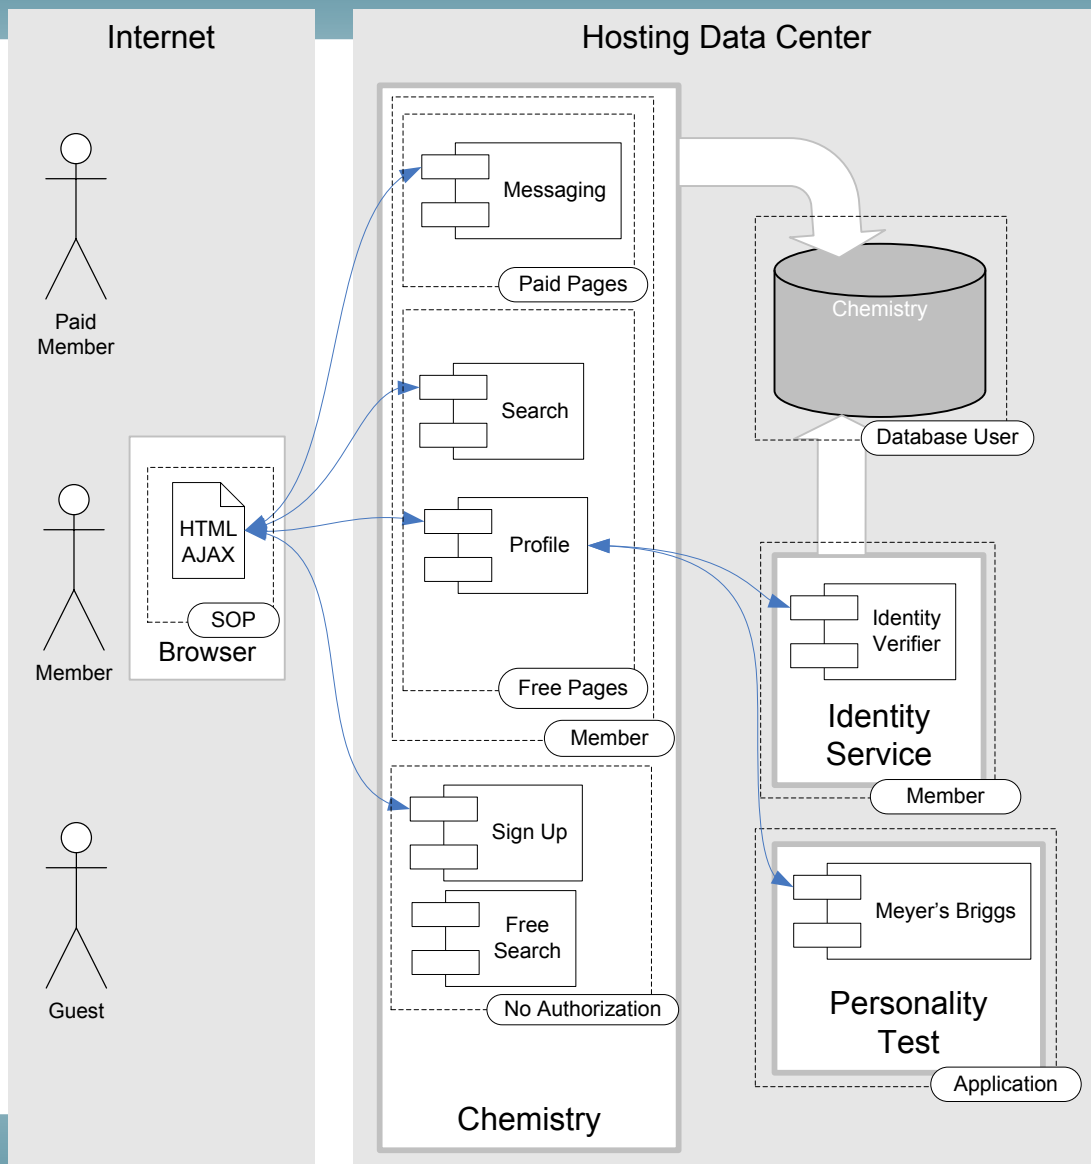 Internet
Paid
Member
Member
HTML
AJAX
SOP
Browser
Guest
Hosting Data Center
Messaging
Paid Pages
Search
Profile
Free Pages
Member
Sign Up
Free
Search
No Authorization
Chemistry
Chemistry
Database User
Identity
Verifier
Identity
Service
Member
Meyer's Briggs
Personality
Test
Application